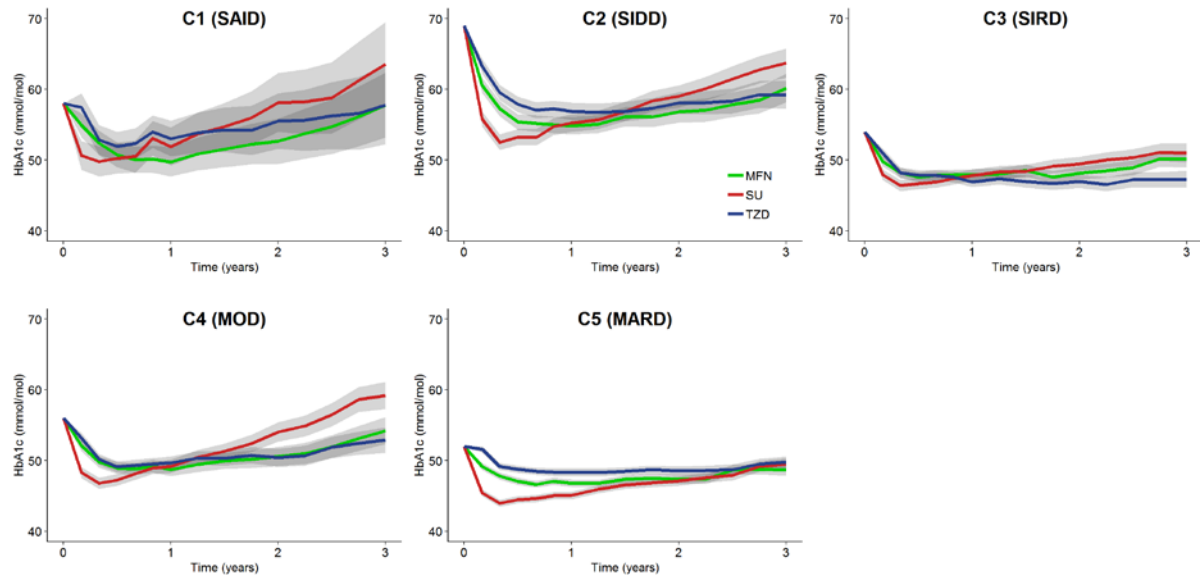 C1 (SAID)
70
60
50
40
HbA1c (mmol/mol)
0 1 2 3
Time (years)
C2 (SIDD)
70
60
50
40
HbA1c (mmol/mol)
MFN
SU
TZD
0 1 2 3
Time (years)
C3 (SIRD)
70
60
50
40
HbA1c (mmol/mol)
0 1 2 3
Time (years)
C4 (MOD)
70
60
50
40
HbA1c (mmol/mol)
0 1 2 3
Time (years)
C5 (MARD)
70
60
50
40
HbA1c (mmol/mol)
0 1 2 3
Time (years)